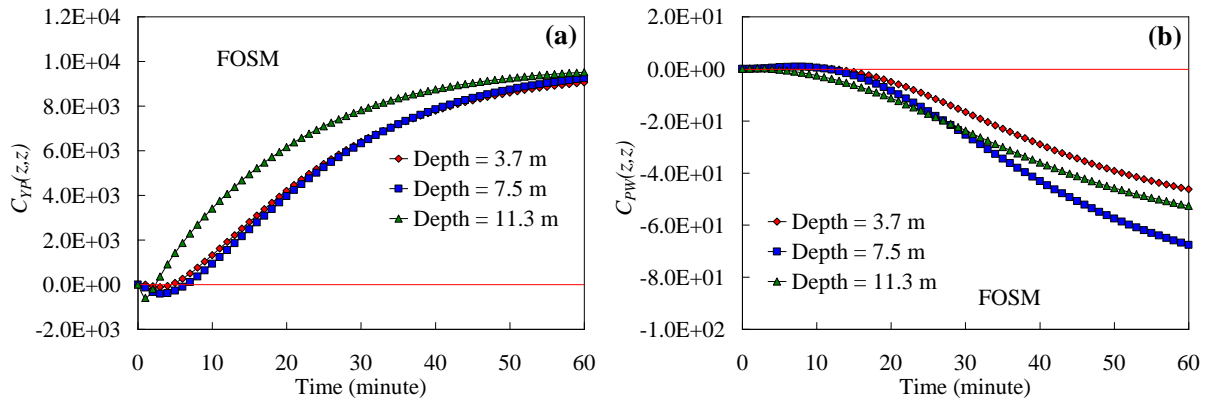 (a)
FOSM
C_YP(z,z)
1.2E+04
1.0E+04
8.0E+03
6.0E+03
4.0E+03
2.0E+03
0.0E+00
-2.0E+03
Depth = 3.7 m
Depth = 7.5 m
Depth = 11.3 m
0 10 20 30 40 50 60
Time (minute)
(b)
C_PW(z,z)
2.0E+01
0.0E+00
-2.0E+01
-4.0E+01
-6.0E+01
-8.0E+01
-1.0E+02
Depth = 3.7 m
Depth = 7.5 m
Depth = 11.3 m
FOSM
0 10 20 30 40 50 60
Time (minute)